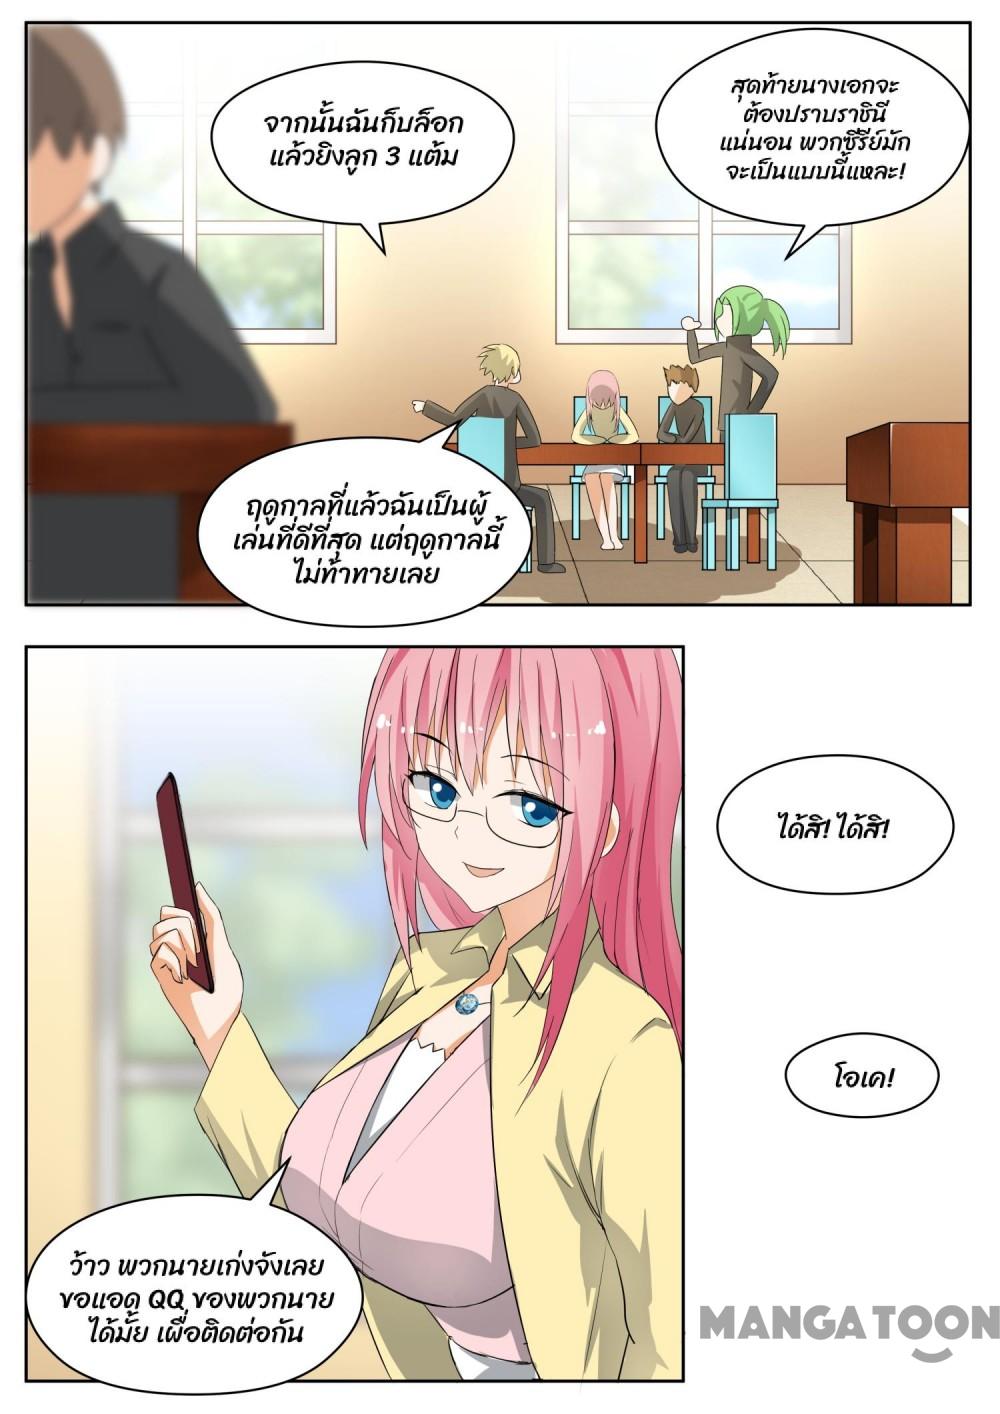 จากนั้นฉันก็บล็อก
แล้วยิงลูก 3 แต้ม
สุดท้ายนางเอกจะ
ต้องปราบราชินี
แน่นอน พวกซีรีย์มัก
จะเป็นแบบนี้แหละ!
ฤดูกาลที่แล้วฉันเป็นผู้
เล่นที่ดีที่สุด แต่ฤดูกาลนี้
ไม่ท้าทายเลย
ได้สิ! ได้สิ!
โอเค!
ว้าว พวกนายเก่งจังเลย
ขอแอด QQ ของพวกนาย
ได้มั้ย เผื่อติดต่อกัน
MANGATOON